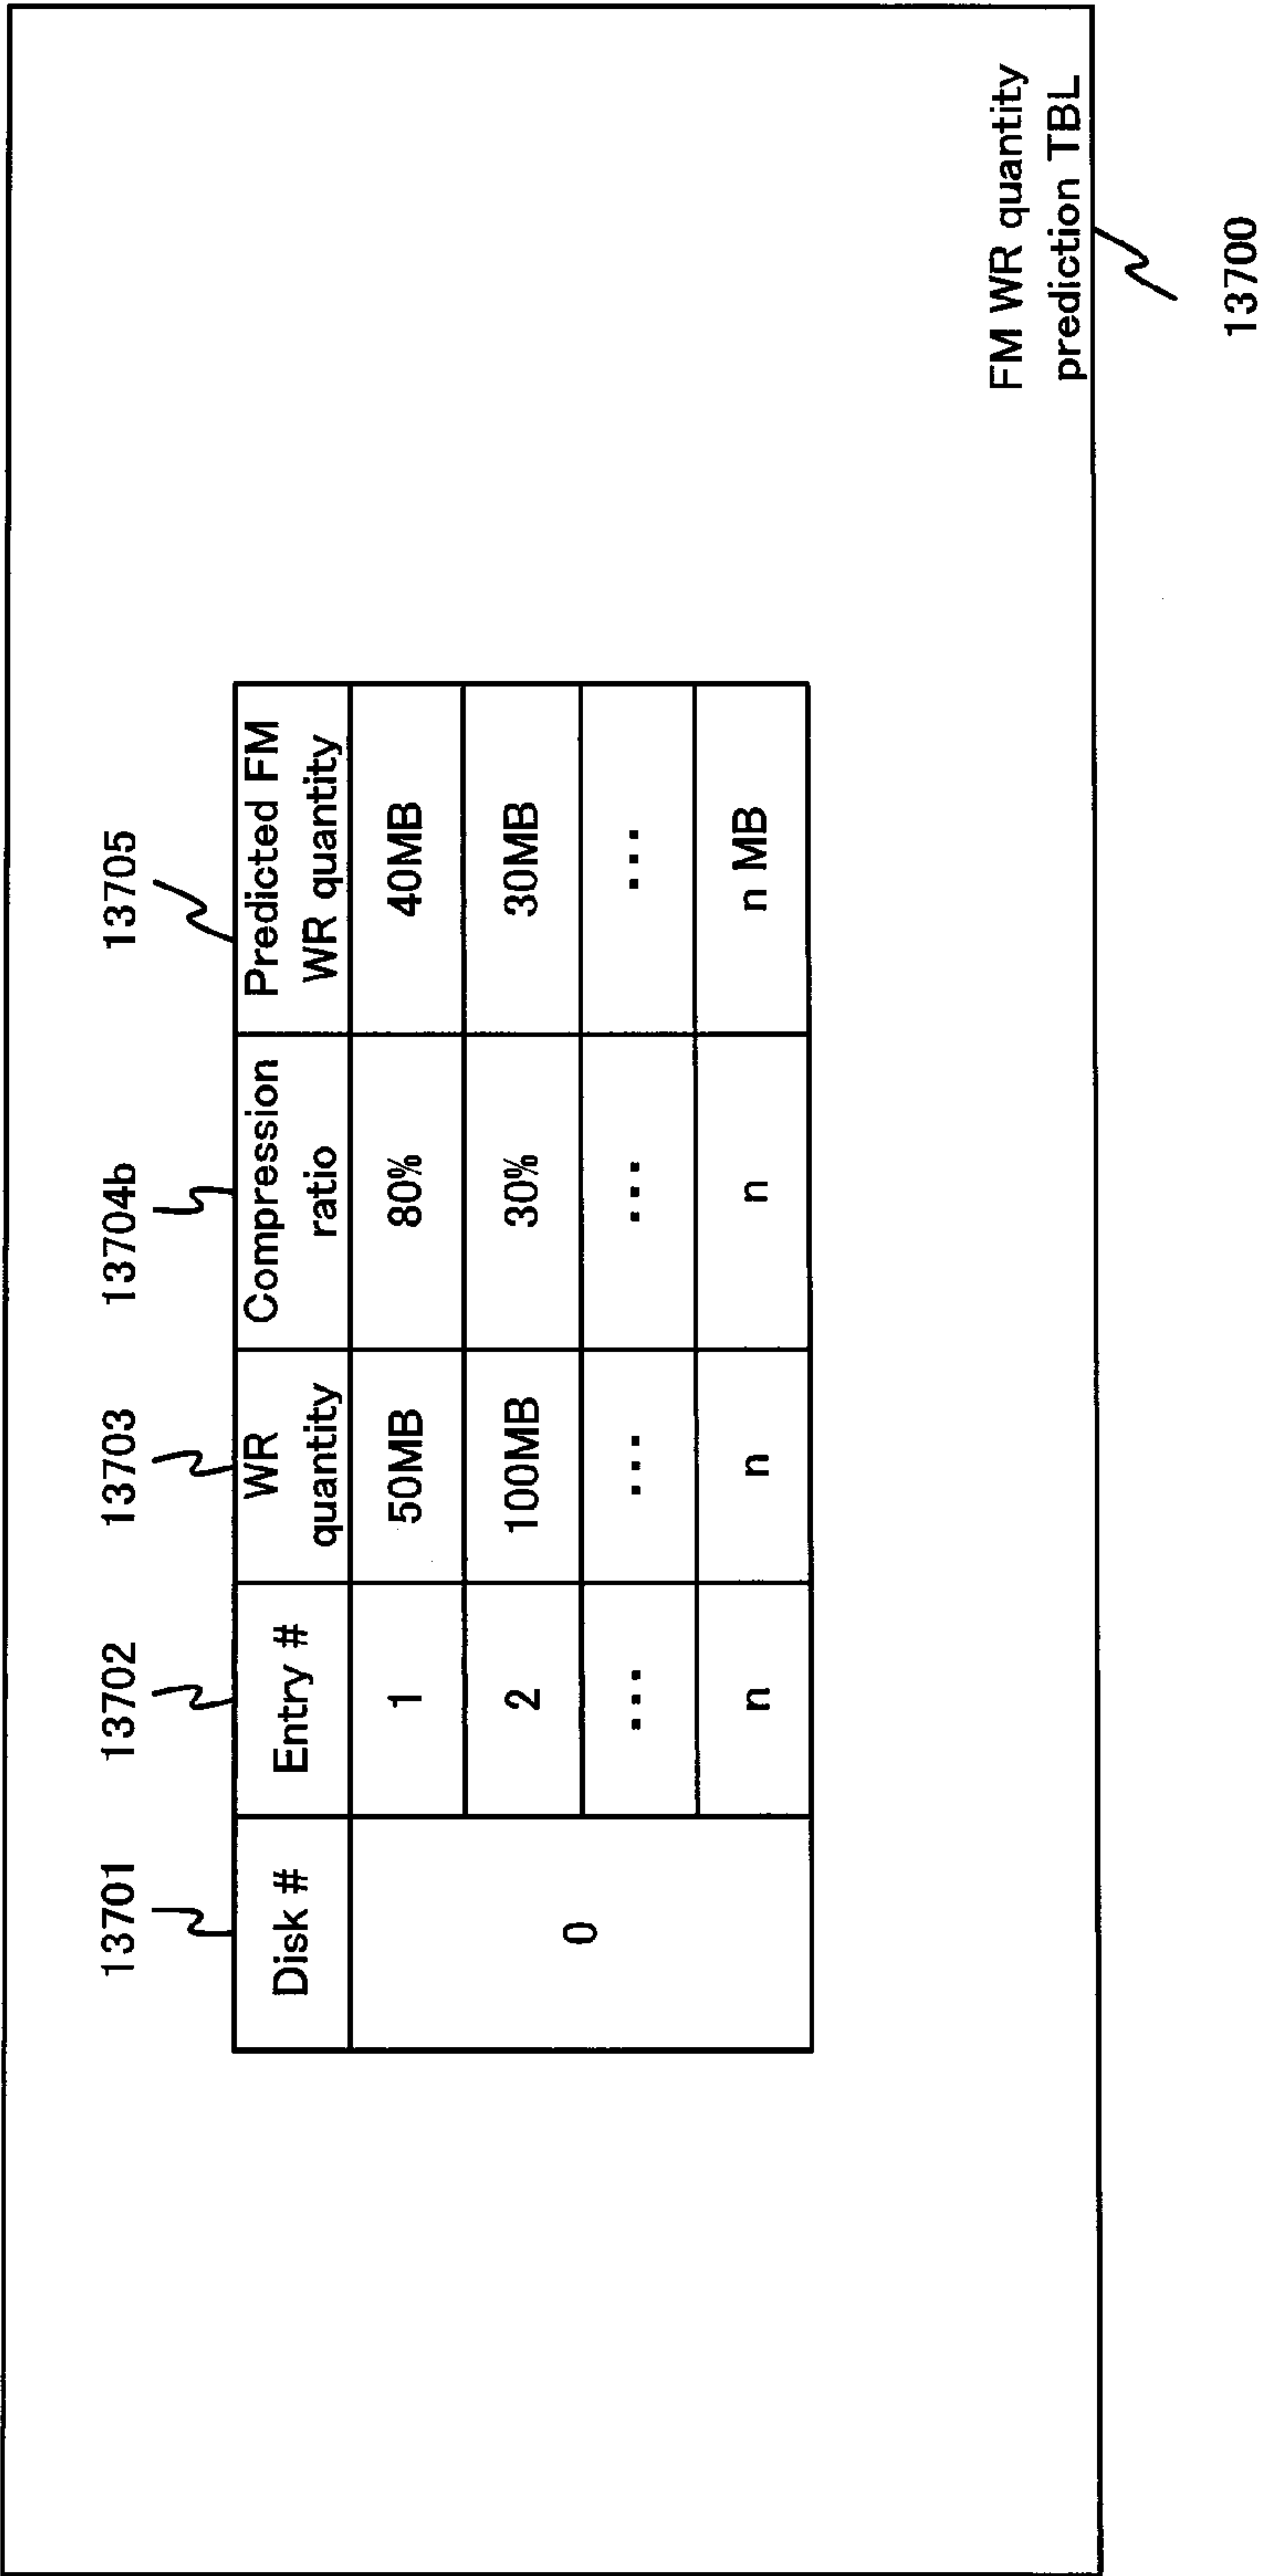 13701
13702
13703
13704b
13705
Disk #
Entry #
WR
quantity
Compression
ratio
Predicted FM
WR quantity
0
1
50MB
80%
40MB
2
100MB
30%
30MB
...
...
...
...
n
n
n
n MB
FM WR quantity
prediction TBL
13700